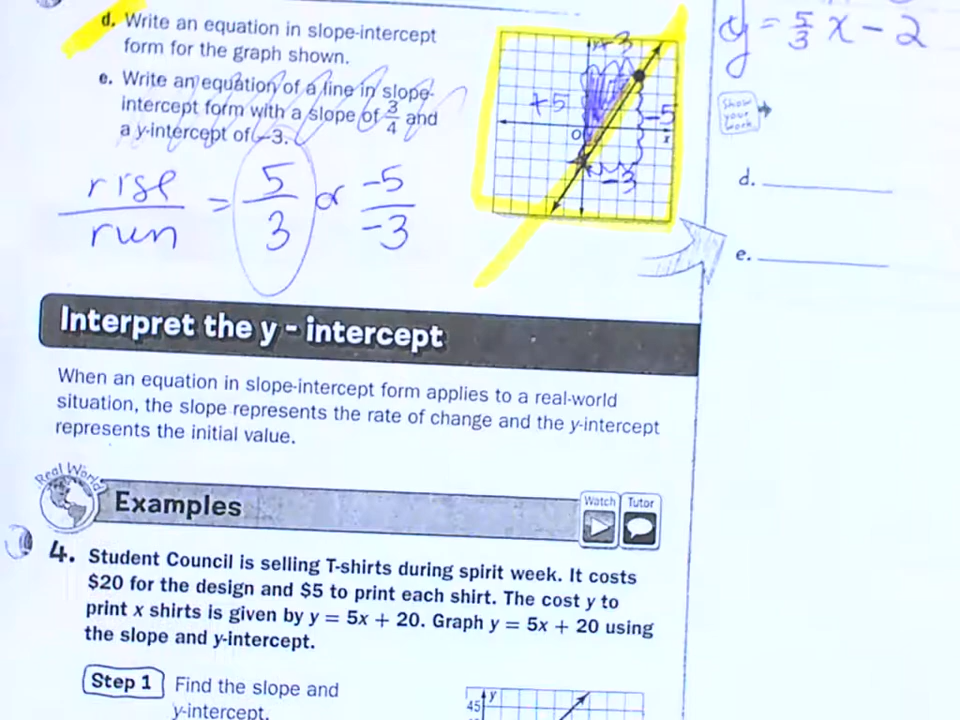 d. Write an equation in slope-intercept
form for the graph shown.
e. Write an equation of a line in slope-
intercept form with a slope of 3/4 and
a y-intercept of -3.
rise/run = 5/3 or -5/-3
+3
+5
-5
-3
O
x
y = 5/3 x - 2
Show
your
work
d.
e.
Interpret the y - intercept
When an equation in slope-intercept form applies to a real-world
situation, the slope represents the rate of change and the y-intercept
represents the initial value.
Real World
Examples
Watch
Tutor
4. Student Council is selling T-shirts during spirit week. It costs
$20 for the design and $5 to print each shirt. The cost y to
print x shirts is given by y = 5x + 20. Graph y = 5x + 20 using
the slope and y-intercept.
Step 1 Find the slope and
y-intercept.
45
y